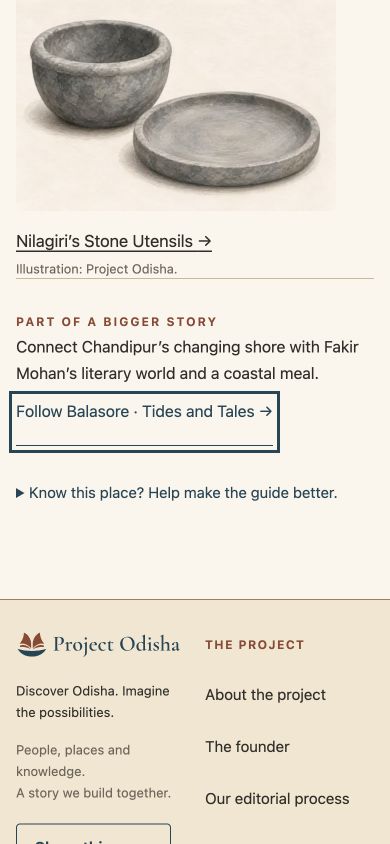 Nilagiri’s Stone Utensils →
Illustration: Project Odisha.
PART OF A BIGGER STORY
Connect Chandipur’s changing shore with Fakir
Mohan’s literary world and a coastal meal.
Follow Balasore · Tides and Tales →
▶ Know this place? Help make the guide better.
Project Odisha
Discover Odisha. Imagine
the possibilities.
People, places and
knowledge.
A story we build together.
THE PROJECT
About the project
The founder
Our editorial process